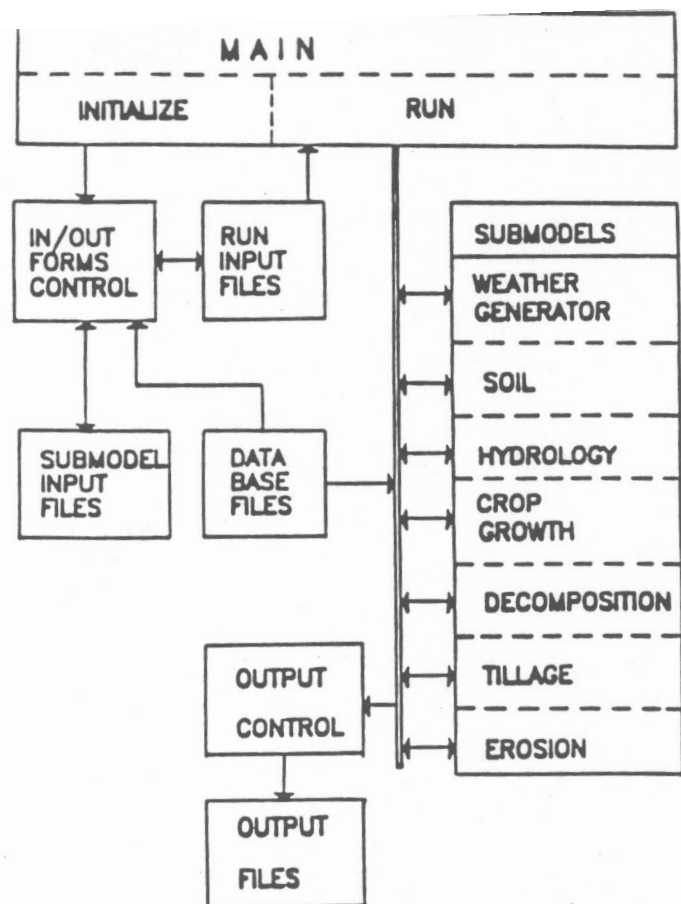 MAIN
INITIALIZE
RUN
IN/OUT
FORMS
CONTROL
RUN
INPUT
FILES
SUBMODELS
WEATHER
GENERATOR
SOIL
HYDROLOGY
CROP
GROWTH
DECOMPOSITION
TILLAGE
EROSION
SUBMODEL
INPUT
FILES
DATA
BASE
FILES
OUTPUT
CONTROL
OUTPUT
FILES